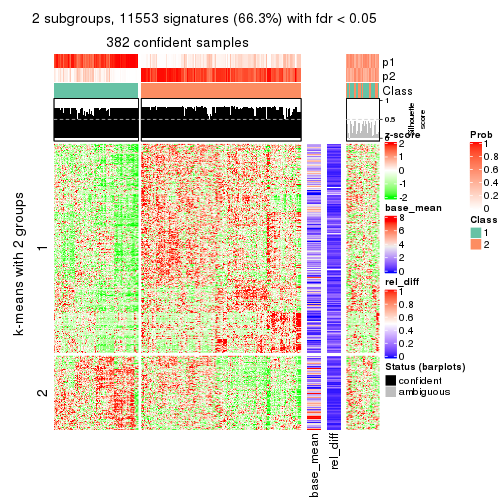 2 subgroups, 11553 signatures (66.3%) with fdr < 0.05
382 confident samples
p1
p2
Class
1
0.5
0
Silhouette
score
k-means with 2 groups
1
2
base_mean
rel_diff
z-score
2
1
0
-1
-2
base_mean
8
6
4
2
0
rel_diff
1
0.8
0.6
0.4
0.2
0
Status (barplots)
confident
ambiguous
Prob
1
0.8
0.6
0.4
0.2
0
Class
1
2